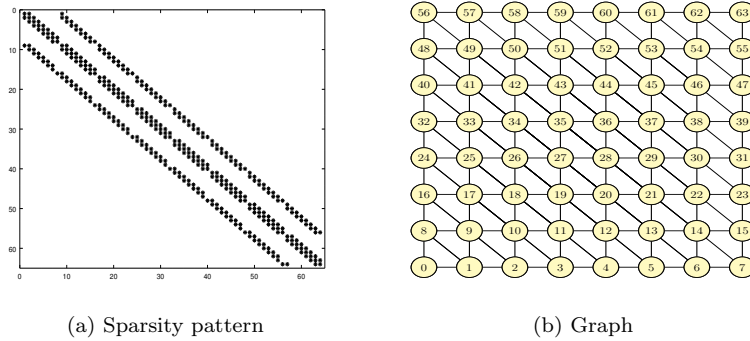 0
10
20
30
40
50
60
0 10 20 30 40 50 60
56 57 58 59 60 61 62 63
48 49 50 51 52 53 54 55
40 41 42 43 44 45 46 47
32 33 34 35 36 37 38 39
24 25 26 27 28 29 30 31
16 17 18 19 20 21 22 23
8 9 10 11 12 13 14 15
0 1 2 3 4 5 6 7
(a) Sparsity pattern
(b) Graph